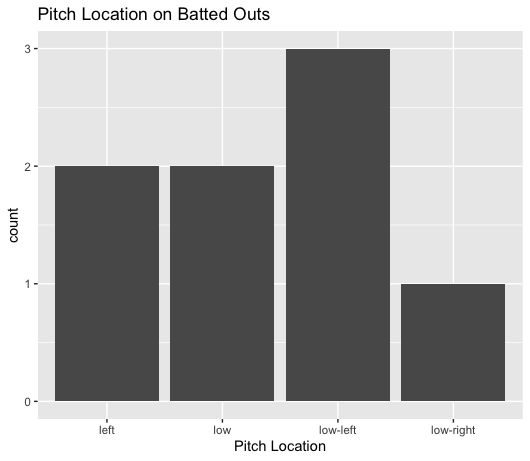 Pitch Location on Batted Outs
3
2
1
0
count
left low low-left low-right
Pitch Location